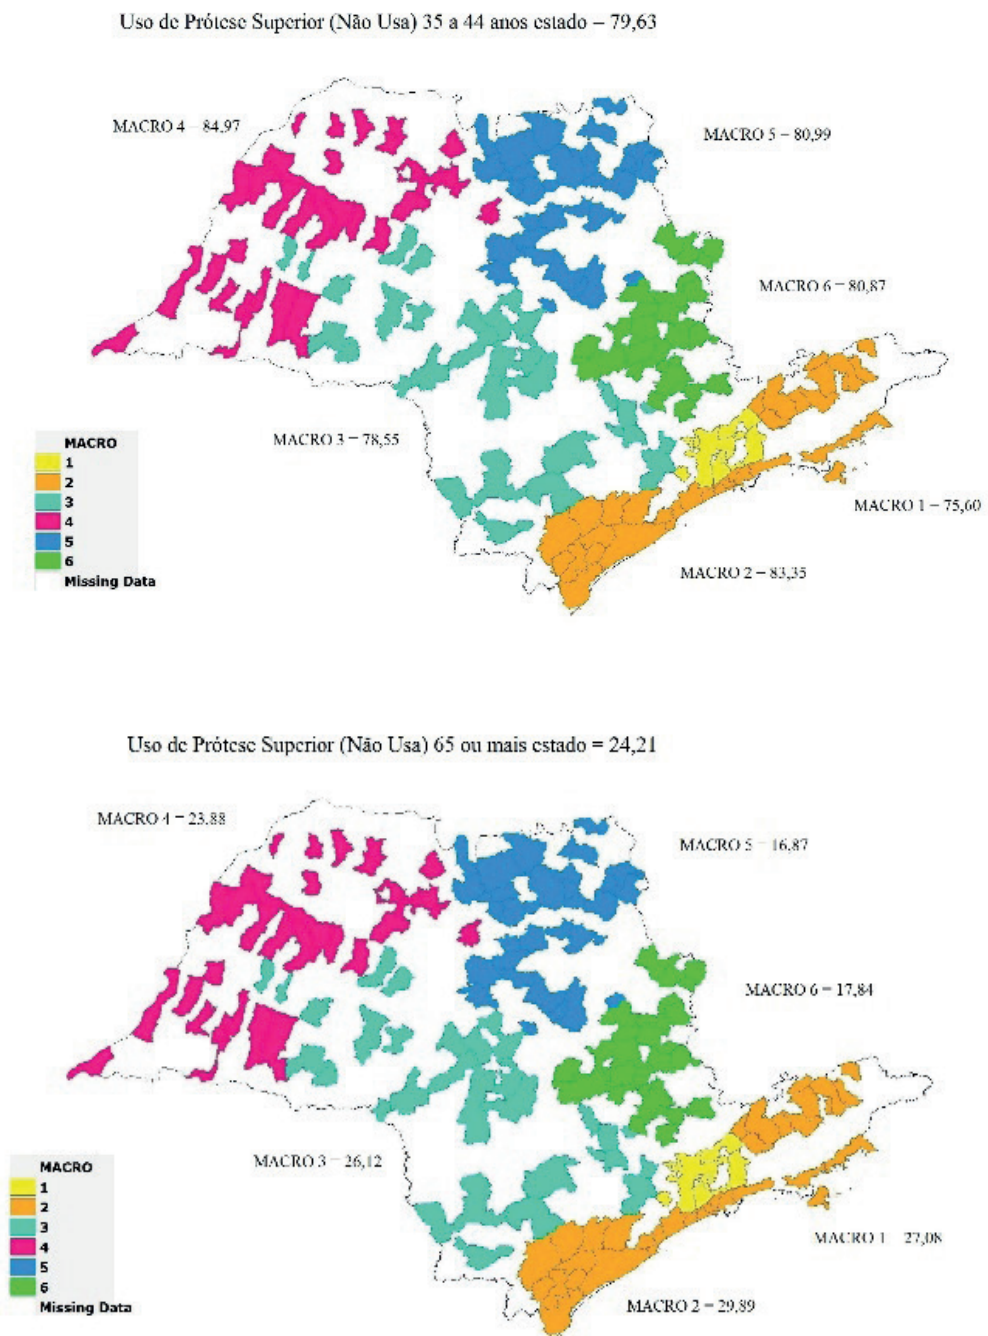 Uso de Prótese Superior (Não Usa) 35 a 44 anos estado = 79,63
MACRO 4 = 84,97
MACRO 5 = 80,99
MACRO 6 = 80,87
MACRO 3 = 78,55
MACRO 1 = 75,60
MACRO 2 = 83,35
MACRO
1
2
3
4
5
6
Missing Data
Uso de Prótese Superior (Não Usa) 65 ou mais estado = 24,21
MACRO 4 = 23.88
MACRO 5 = 16,87
MACRO 6 = 17,84
MACRO 3 = 26,12
MACRO 1 27,08
MACRO 2 = 29,89
MACRO
1
2
3
4
5
6
Missing Data